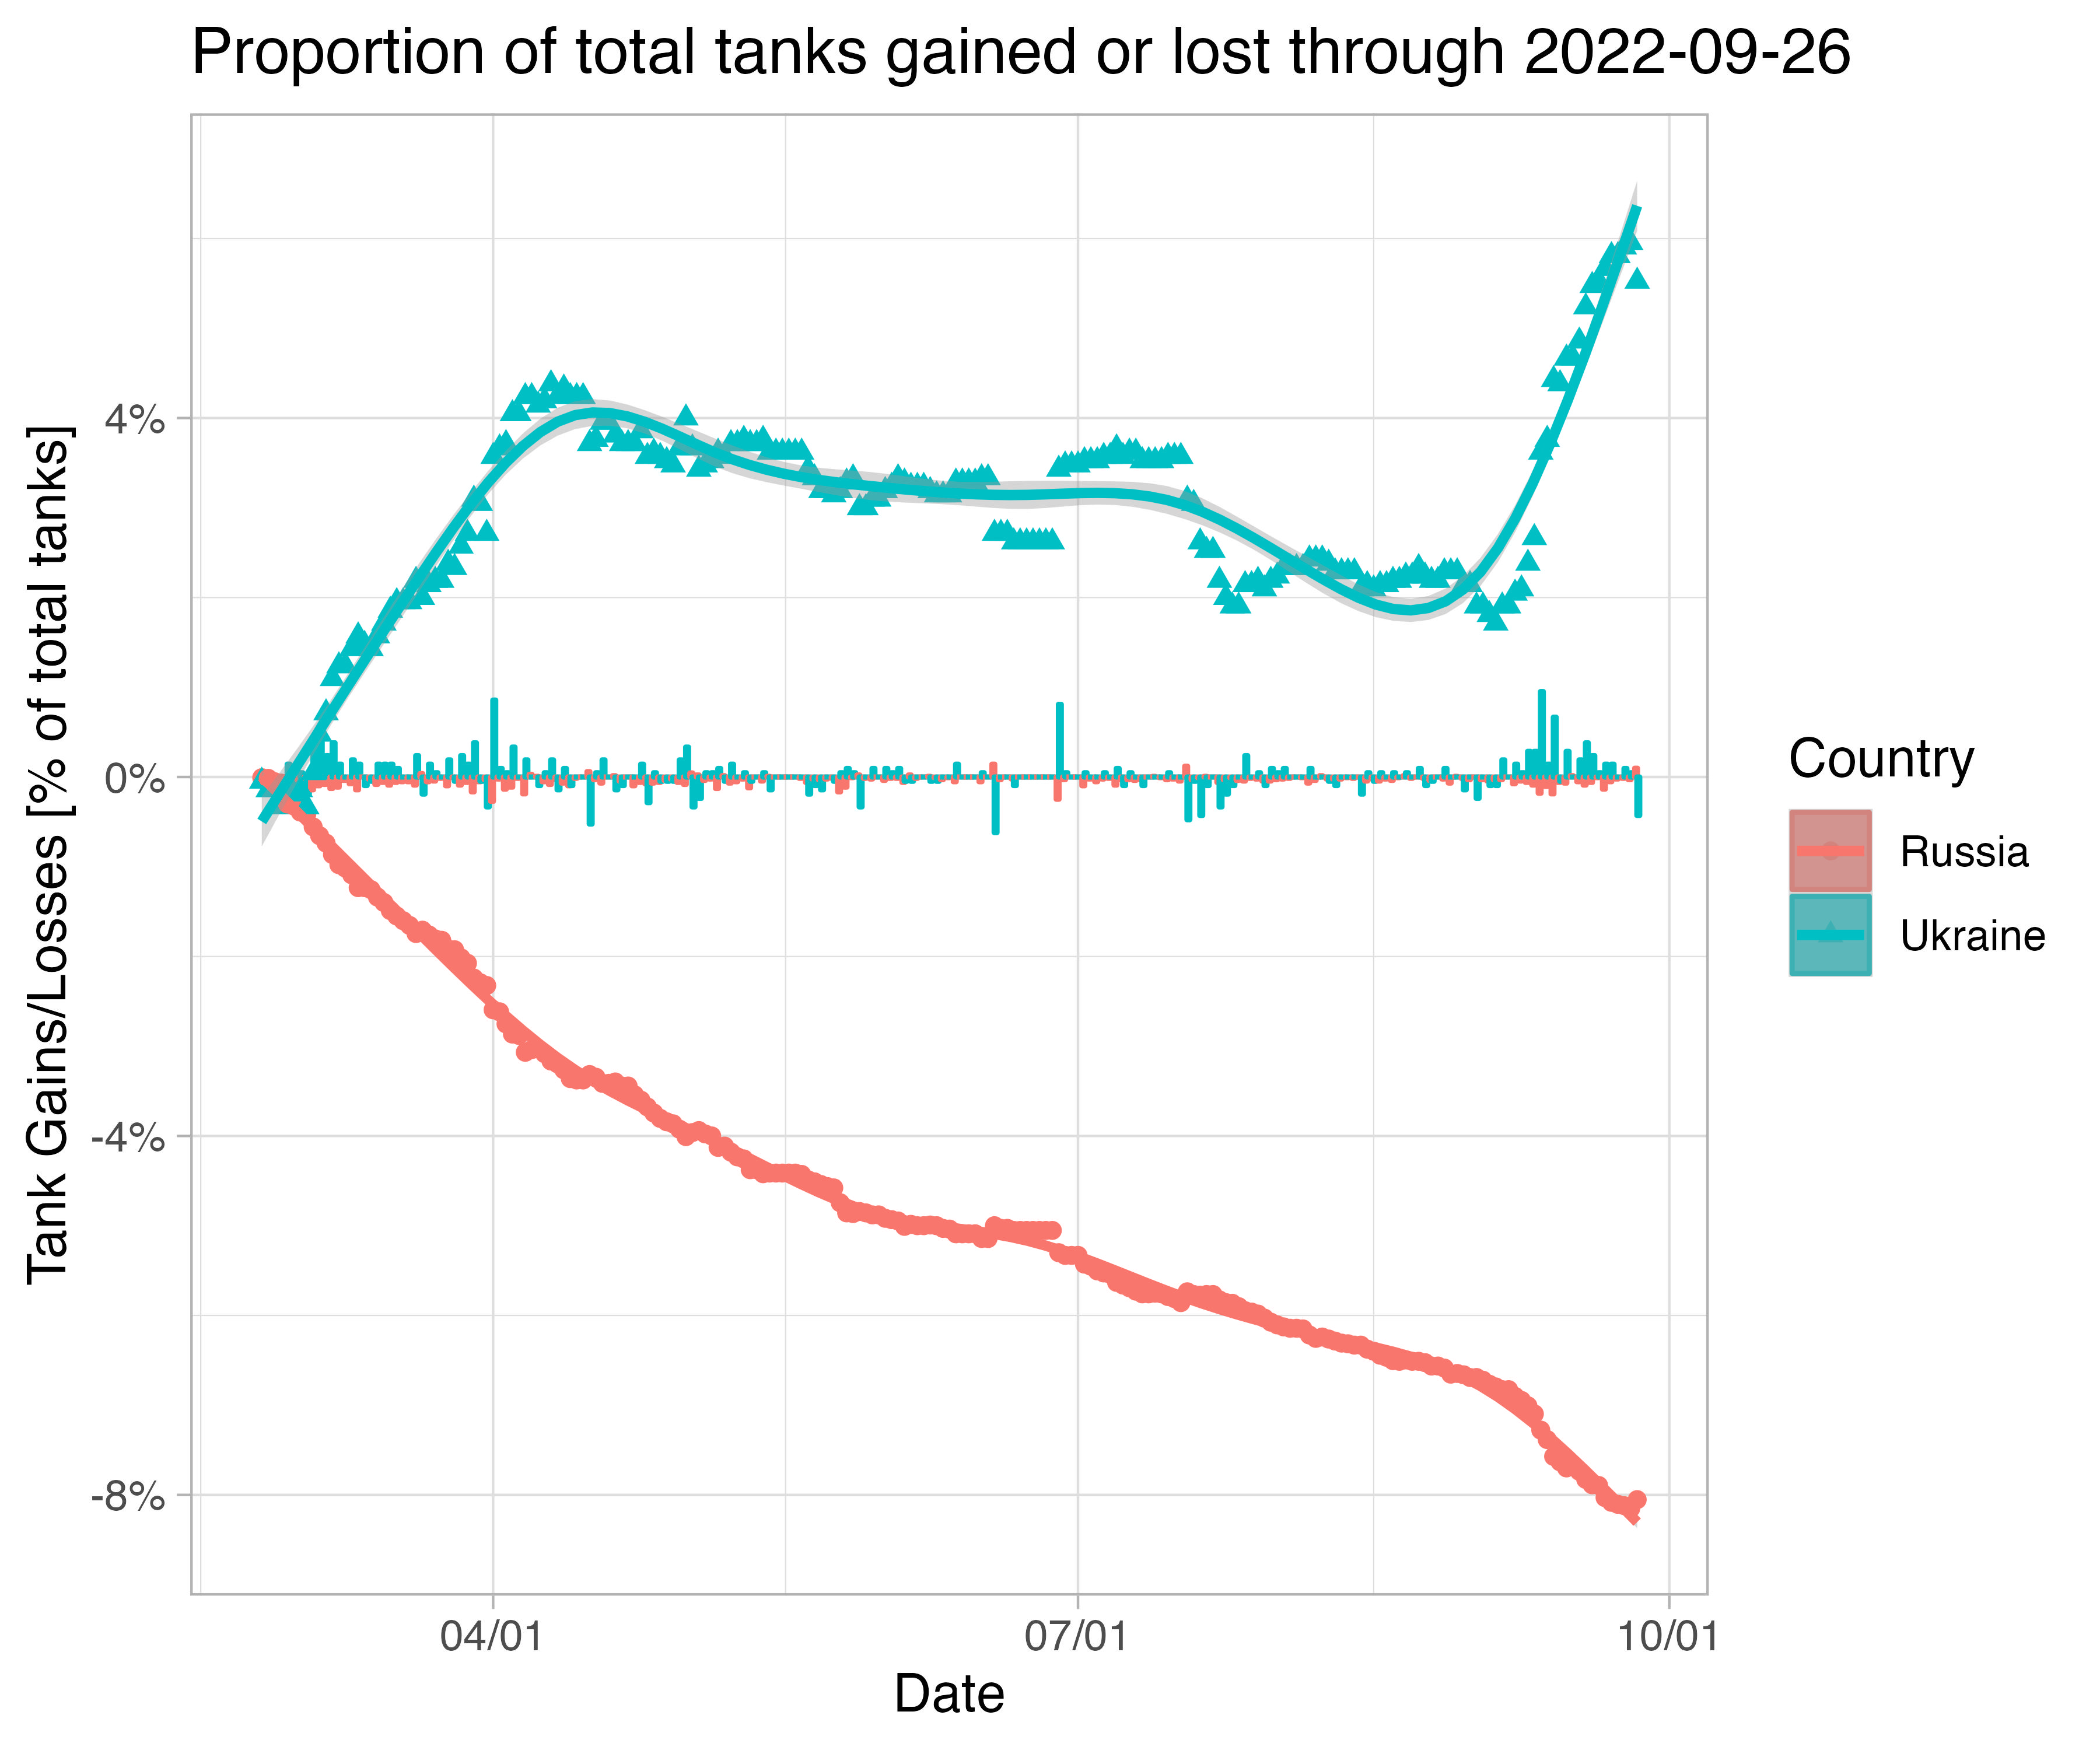 Proportion of total tanks gained or lost through 2022-09-26
Tank Gains/Losses [% of total tanks]
4%
0%
-4%
-8%
04/01
07/01
10/01
Date
Country
Russia
Ukraine